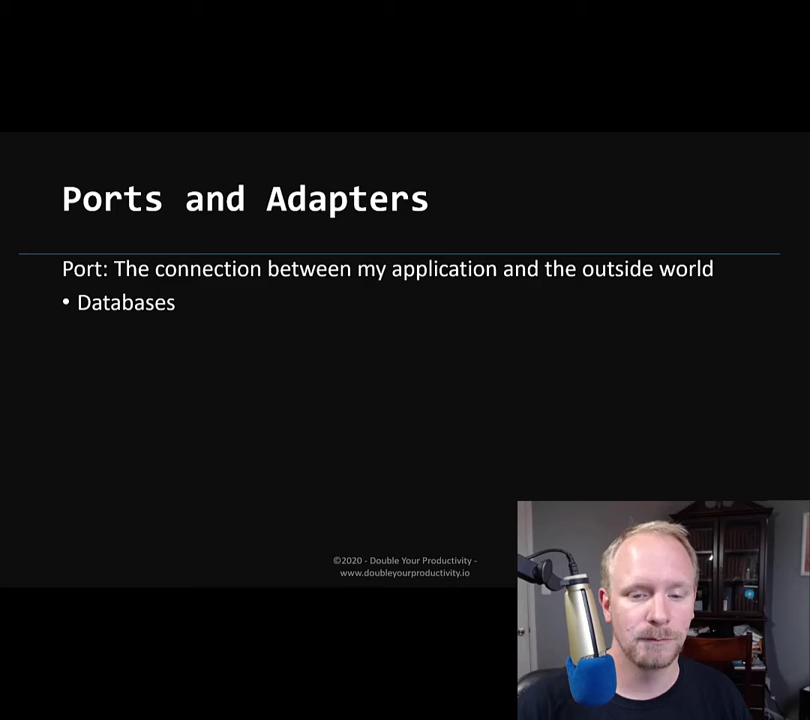 Ports and Adapters
Port: The connection between my application and the outside world
• Databases
©2020 - Double Your Productivity -
www.doubleyourproductivity.io